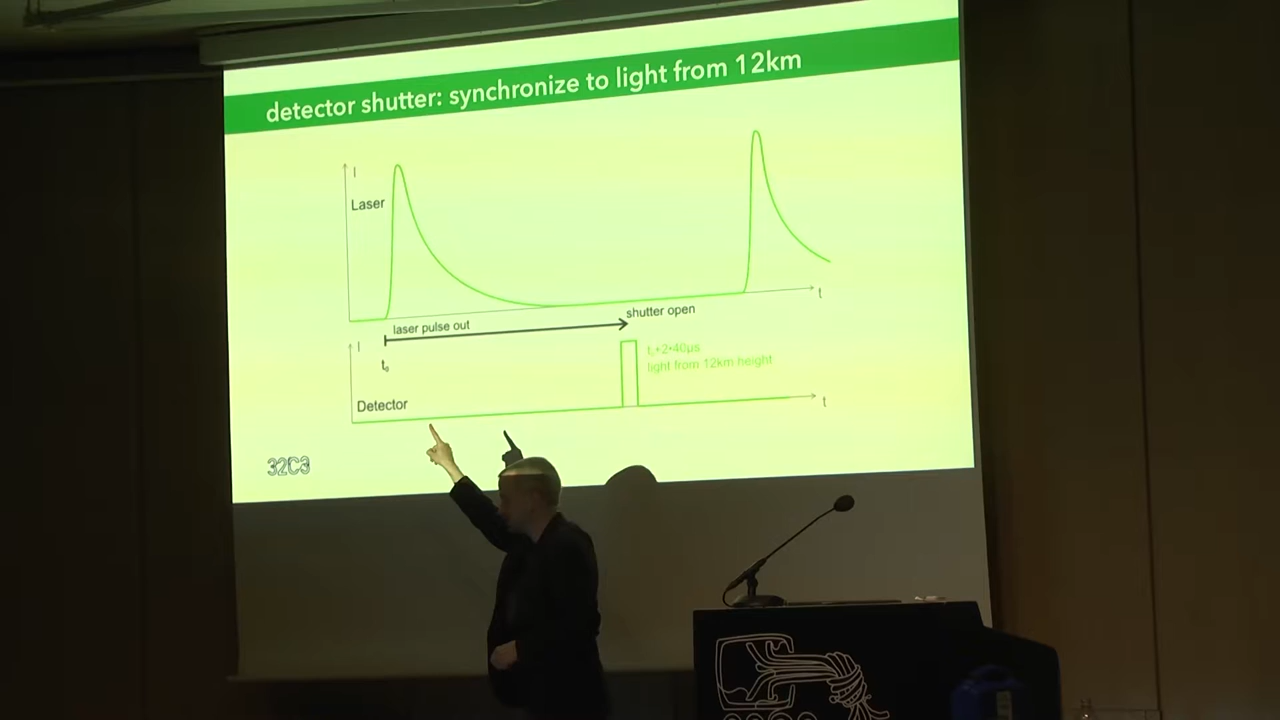 detector shutter: synchronize to light from 12km
I
Laser
t
laser pulse out
shutter open
I
t₀
t₀+2•40µs
light from 12km height
Detector
t
32C3